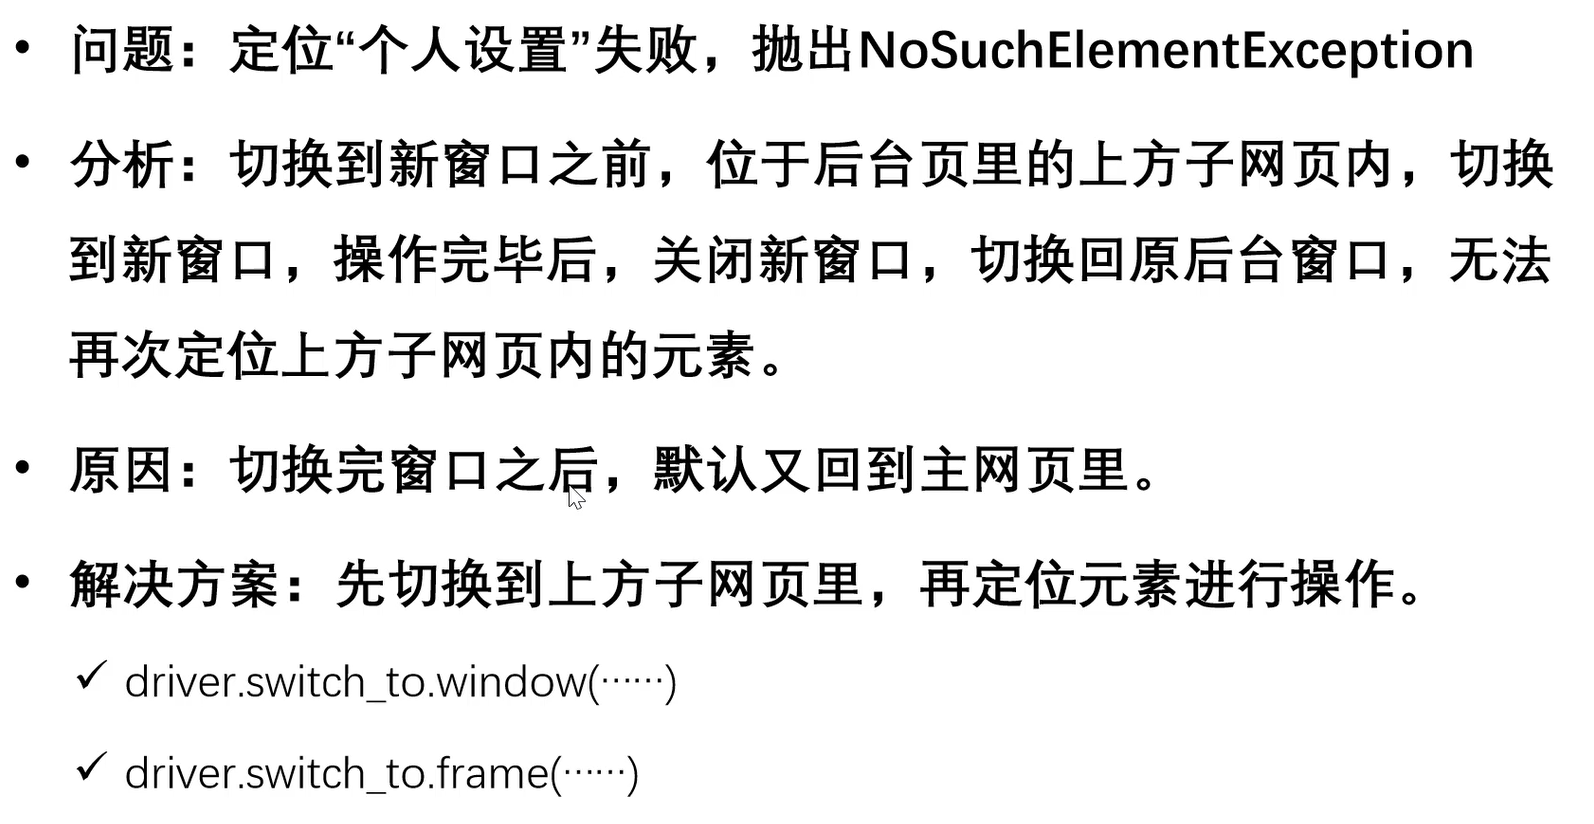 • 问题：定位“个人设置”失败，抛出NoSuchElementException
• 分析：切换到新窗口之前，位于后台页里的上方子网页内，切换
到新窗口，操作完毕后，关闭新窗口，切换回原后台窗口，无法
再次定位上方子网页内的元素。
• 原因：切换完窗口之后，默认又回到主网页里。
• 解决方案：先切换到上方子网页里，再定位元素进行操作。
✓ driver.switch_to.window(……)
✓ driver.switch_to.frame(……)